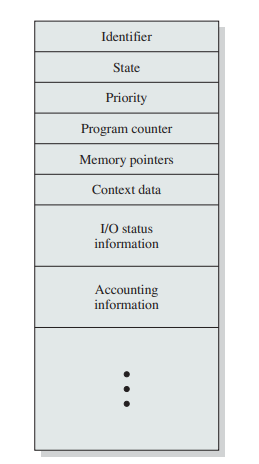 Identifier
State
Priority
Program counter
Memory pointers
Context data
I/O status
information
Accounting
information